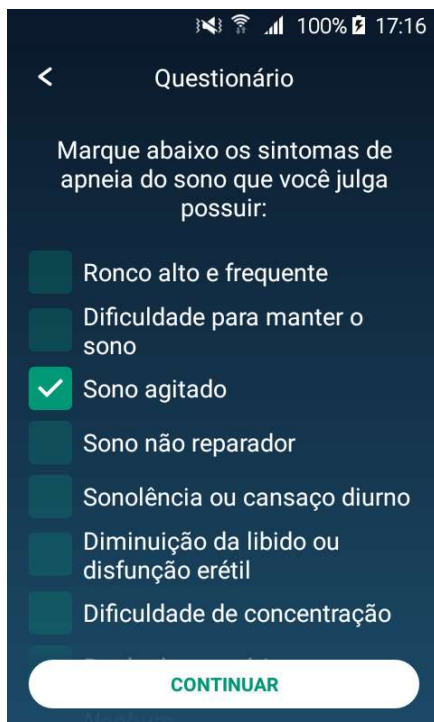 100% 17:16
Questionário
Marque abaixo os sintomas de
apneia do sono que você julga
possuir:
Ronco alto e frequente
Dificuldade para manter o
sono
Sono agitado
Sono não reparador
Sonolência ou cansaço diurno
Diminuição da libido ou
disfunção erétil
Dificuldade de concentração
CONTINUAR